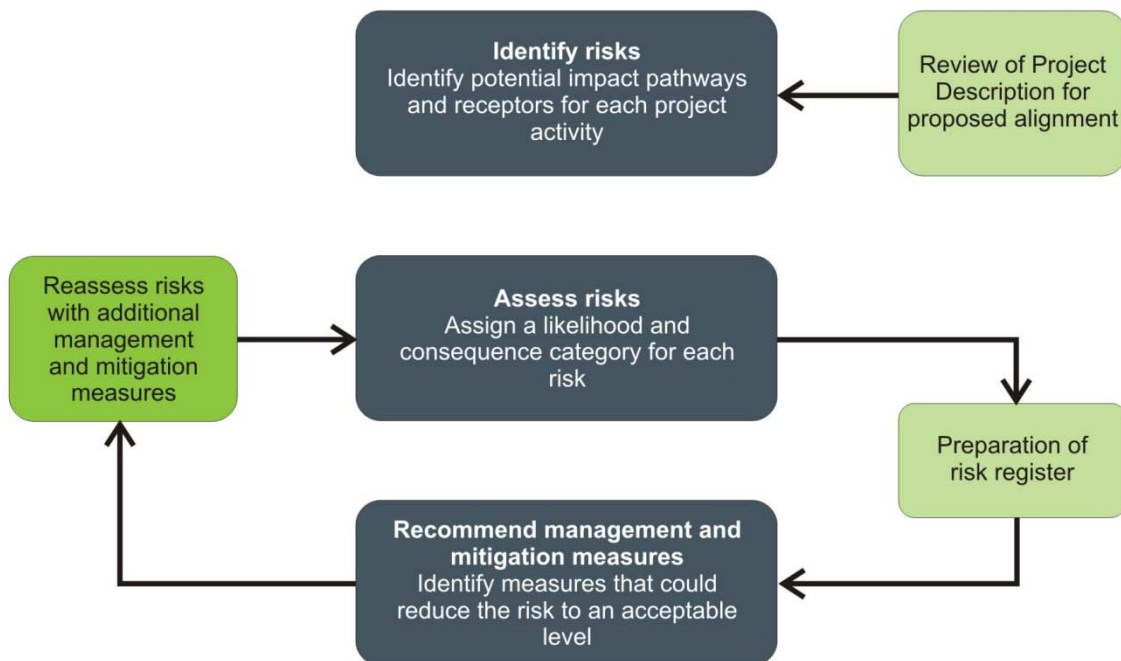 Identify risks
Identify potential impact pathways
and receptors for each project
activity
Review of Project
Description for
proposed alignment
Reassess risks
with additional
management
and mitigation
measures
Assess risks
Assign a likelihood and
consequence category for each
risk
Preparation of
risk register
Recommend management and
mitigation measures
Identify measures that could
reduce the risk to an acceptable
level